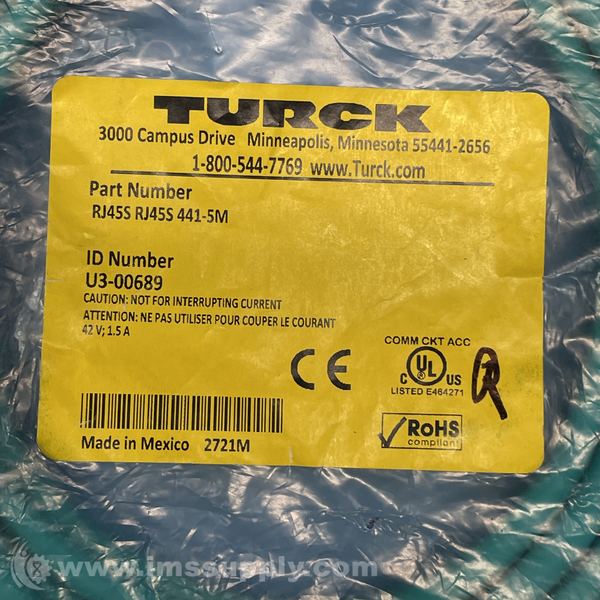 TURCK
3000 Campus Drive Minneapolis, Minnesota 55441-2656
1-800-544-7769 www.Turck.com
Part Number
RJ45S RJ45S 441-5M
ID Number
U3-00689
CAUTION: NOT FOR INTERRUPTING CURRENT
ATTENTION: NE PAS UTILISER POUR COUPER LE COURANT
42 V; 1.5 A
CE
COMM CKT ACC
C UL US
LISTED E464271
RoHS
compliant
Made in Mexico 2721M
www.imssupply.com